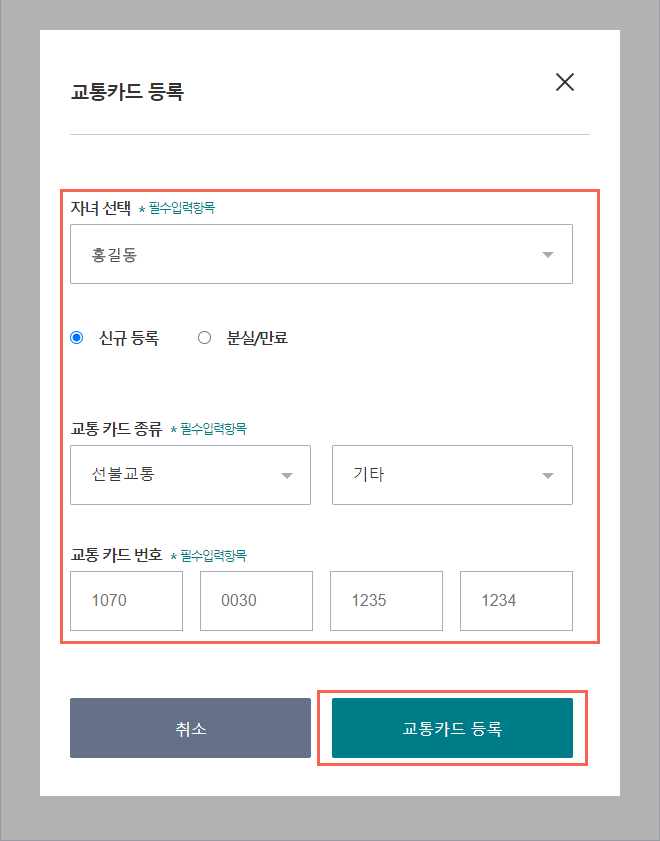 교통카드 등록
자녀 선택 * 필수입력항목
홍길동
신규 등록 분실/만료
교통 카드 종류 * 필수입력항목
선불교통 기타
교통 카드 번호 * 필수입력항목
1070 0030 1235 1234
취소 교통카드 등록